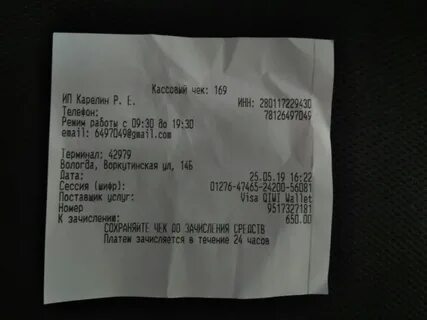 Кассовый чек: 169
ИП Карелин Р. Е. ИНН: 280117229430
Телефон: 78126497049
Режим работы с 09:30 до 19:30
email: 6497049@gmail.com
Терминал: 42979
Вологда, Воркутинская ул, 14Б
Дата: 25.05.19 16:22
Сессия (шифр): 01276-47465-24200-56081
Поставщик услуг: Visa QIWI Wallet
Номер 9517327181
К зачислению: 650.00
СОХРАНЯЙТЕ ЧЕК ДО ЗАЧИСЛЕНИЯ СРЕДСТВ
Платеж зачисляется в течение 24 часов